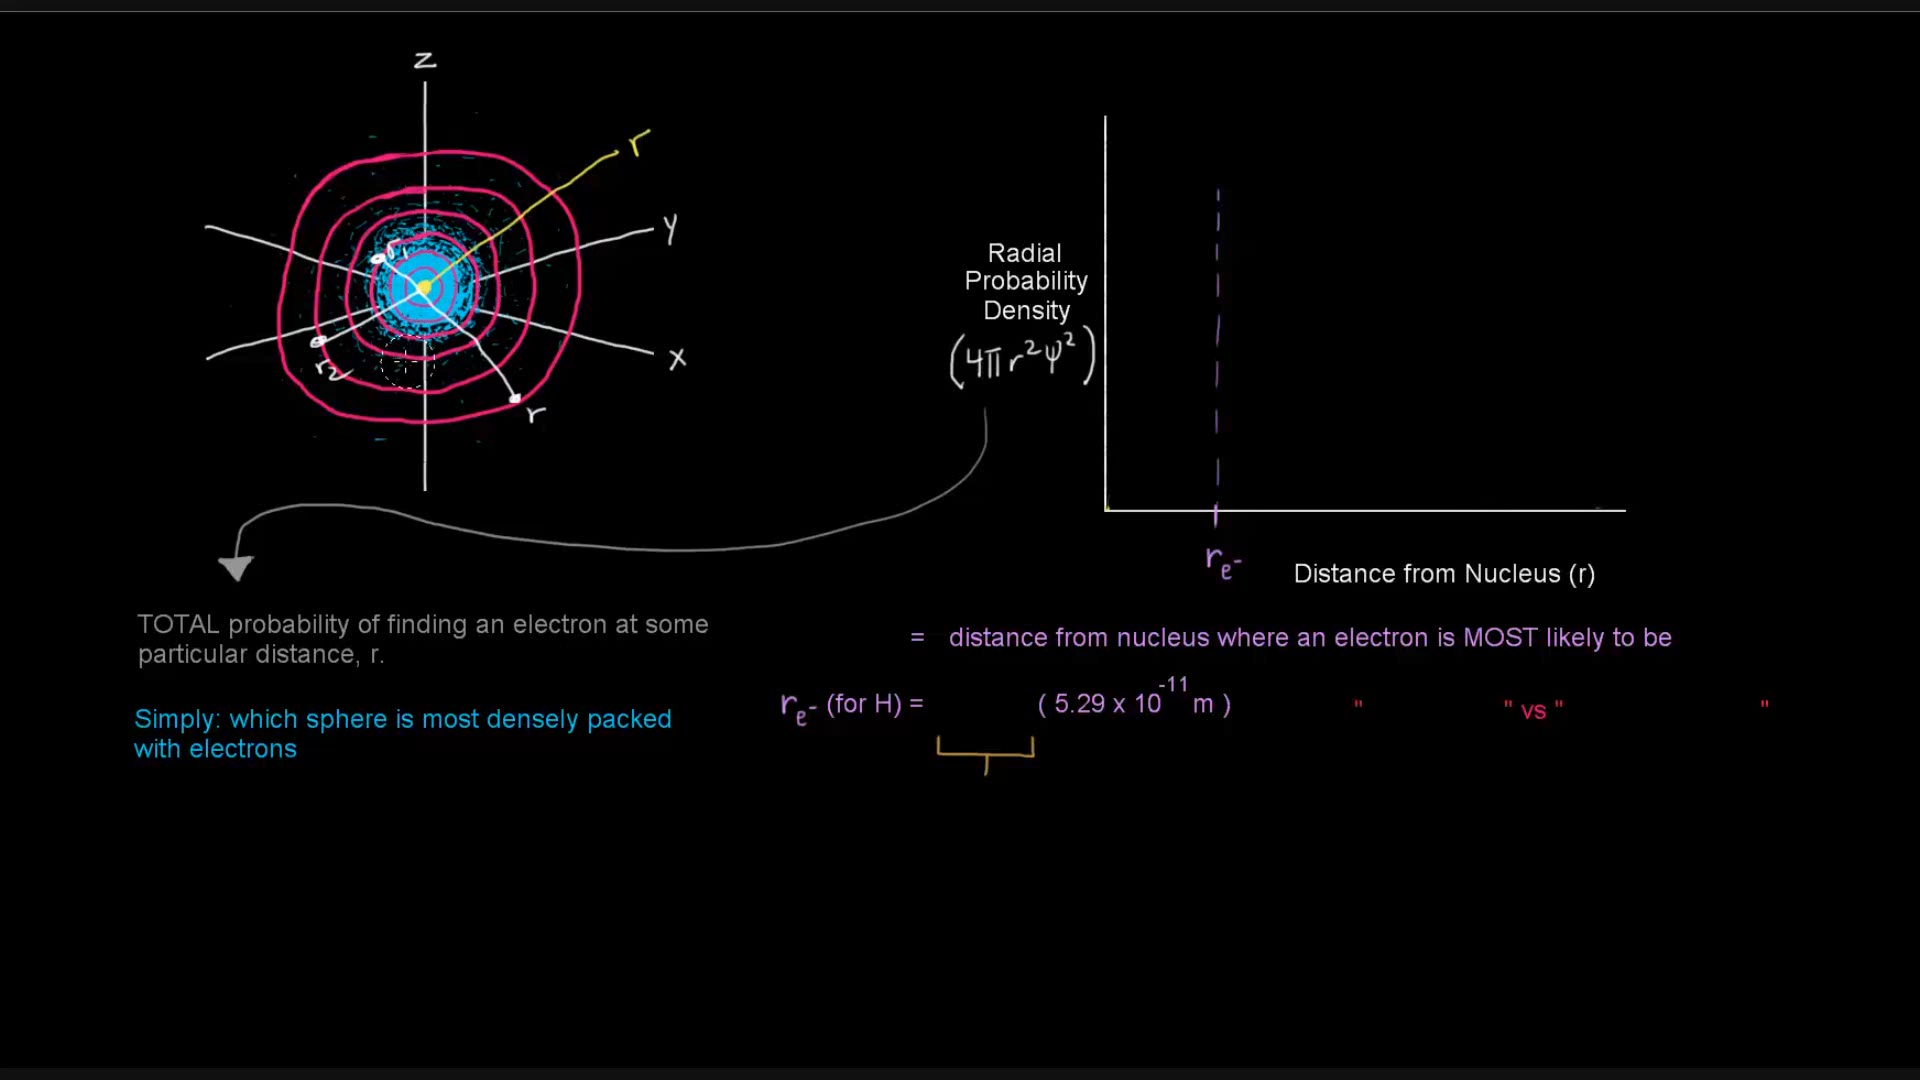 z
r
y
r₁
x
r₂
r
Radial
Probability
Density
(4πr²ψ²)
rₑ-
Distance from Nucleus (r)
TOTAL probability of finding an electron at some
particular distance, r.
= distance from nucleus where an electron is MOST likely to be
Simply: which sphere is most densely packed
with electrons
rₑ- (for H) = ( 5.29 x 10⁻¹¹ m ) " " vs " "